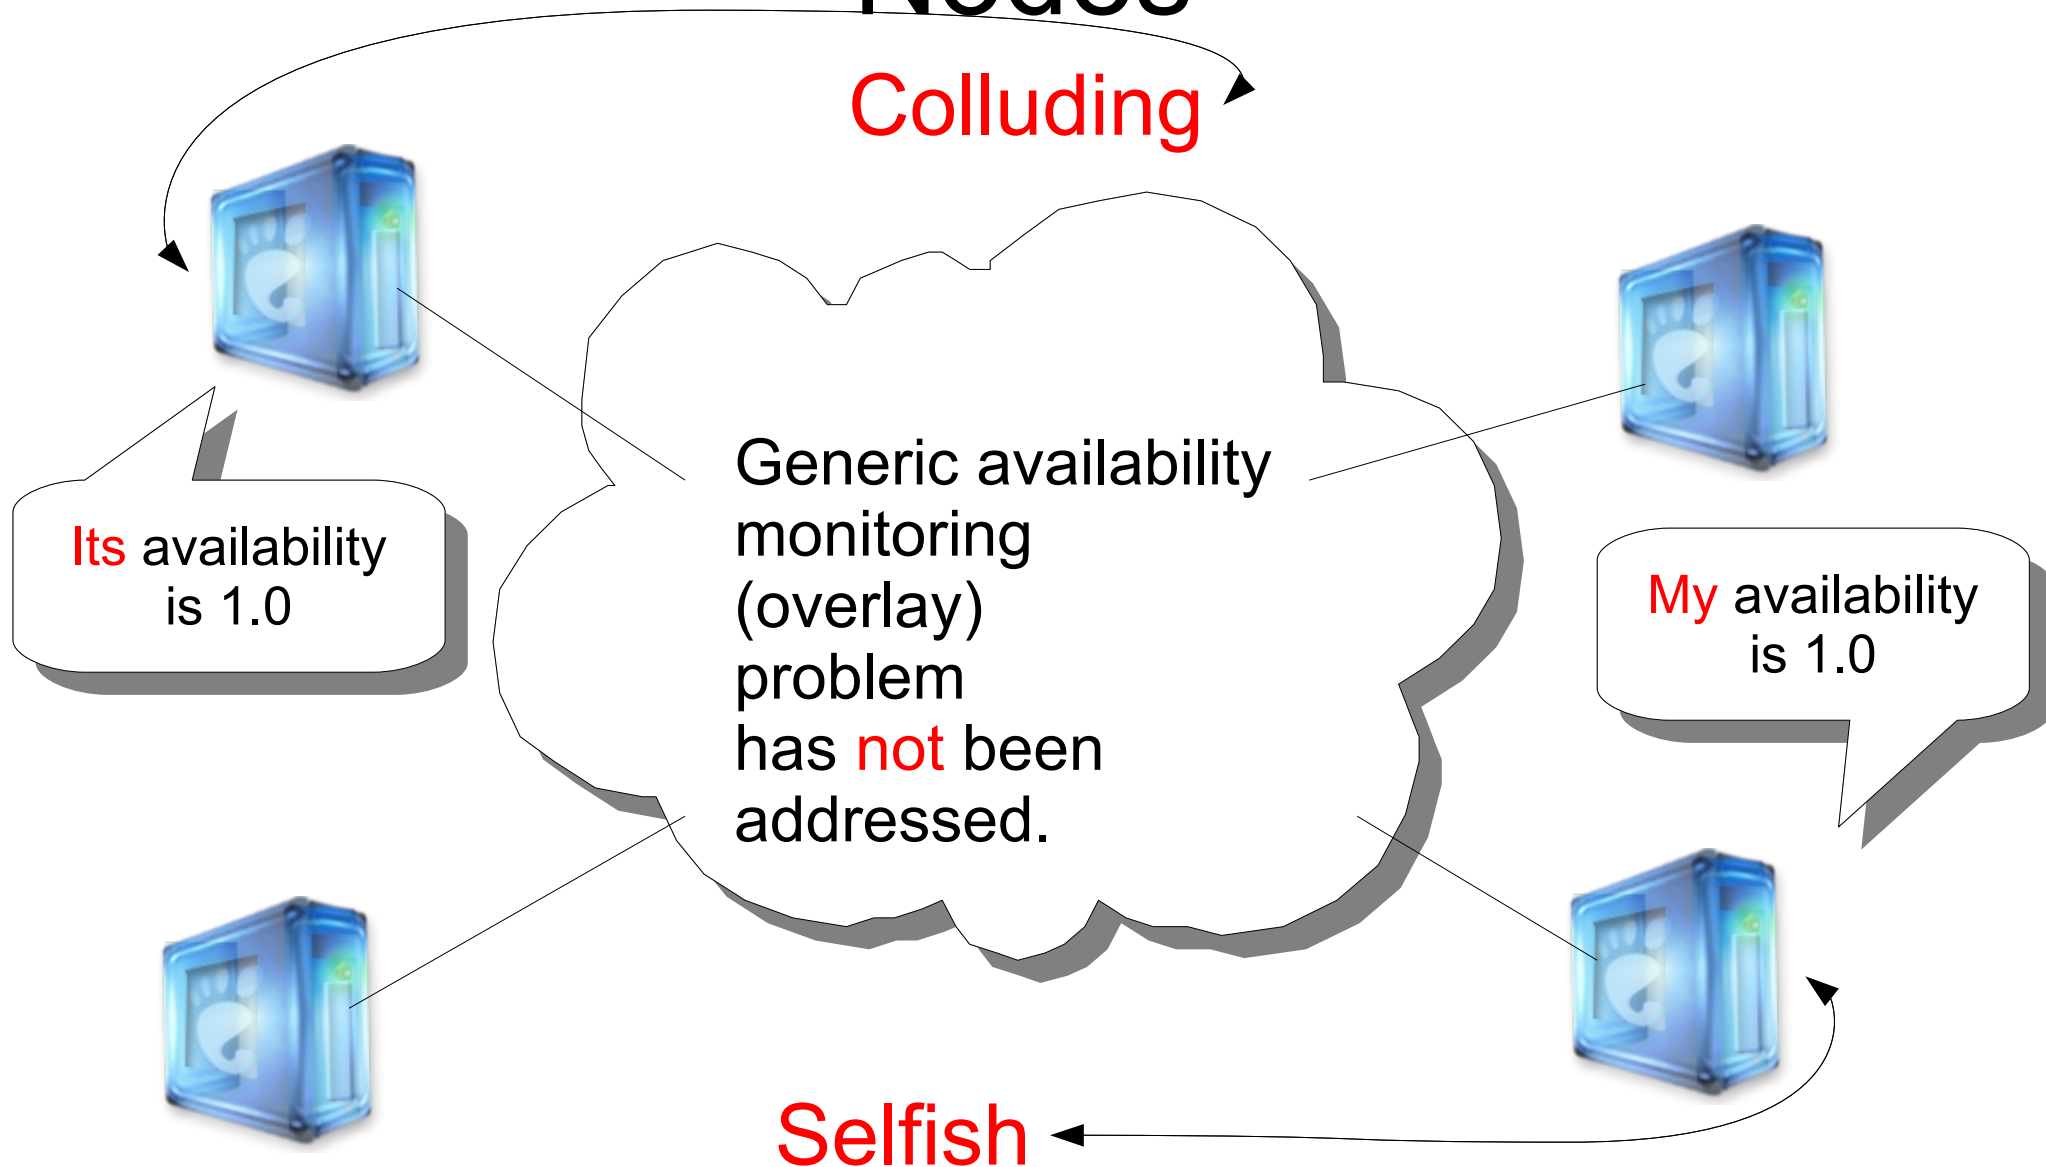 Nodes
Colluding
Generic availability
monitoring
(overlay)
problem
has not been
addressed.
Its availability
is 1.0
My availability
is 1.0
Selfish